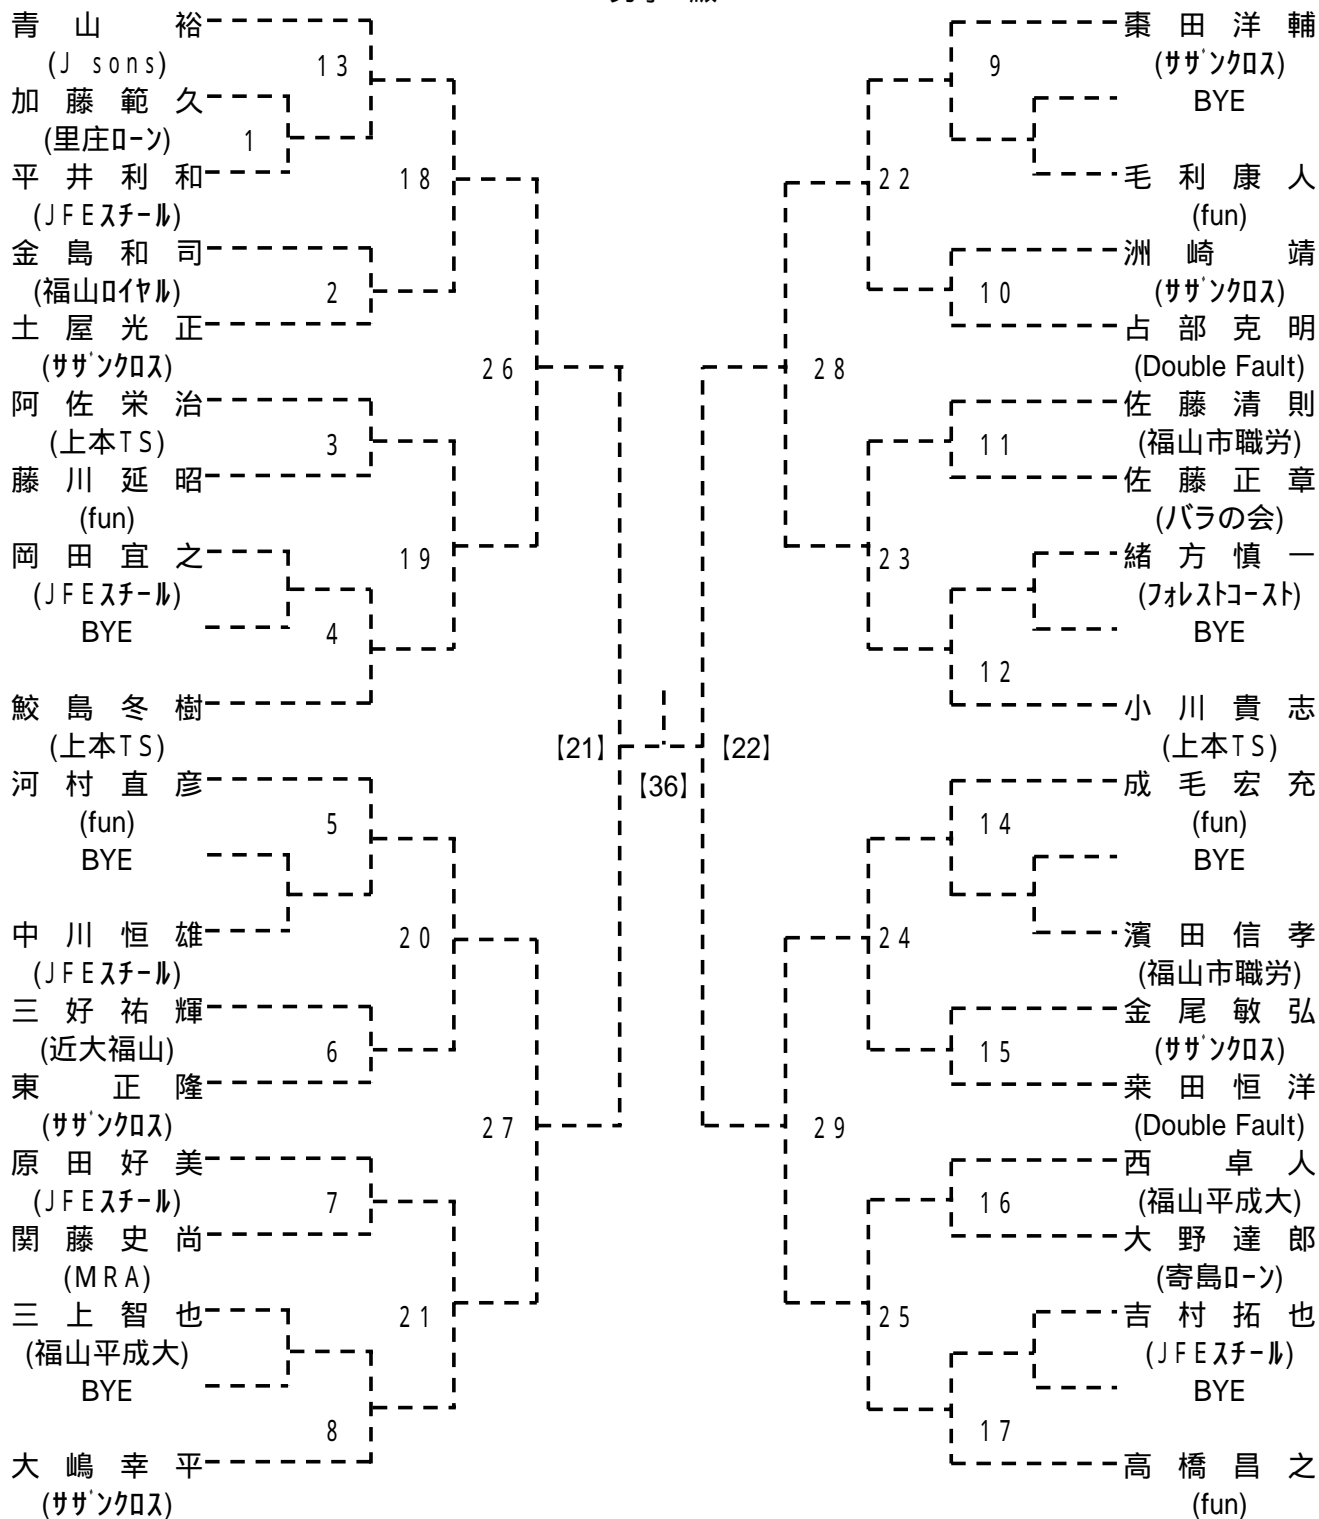 青山 裕
(J sons)
13
加藤範久
(里庄ローン)
1
平井利和
(JFEスチール)
18
金島和司
(福山ロイヤル)
2
土屋光正
(サザンクロス)
26
阿佐栄治
(上本TS)
3
藤川延昭
(fun)
岡田宜之
19
(JFEスチール)
BYE
4
鮫島冬樹
(上本TS)
河村直彦
(fun)
5
BYE
中川恒雄
20
(JFEスチール)
三好祐輝
(近大福山)
6
東 正隆
(サザンクロス)
27
原田好美
(JFEスチール)
7
関藤史尚
(MRA)
三上智也
21
(福山平成大)
BYE
8
大嶋幸平
(サザンクロス)
【21】
【36】
【22】
棗田洋輔
9
(サザンクロス)
BYE
22
毛利康人
(fun)
洲崎 靖
10
(サザンクロス)
占部克明
28
(Double Fault)
佐藤清則
11
(福山市職労)
佐藤正章
(バラの会)
23
緒方慎一
(フォレストコースト)
BYE
12
小川貴志
(上本TS)
成毛宏充
14
(fun)
BYE
24
濱田信孝
(福山市職労)
金尾敏弘
15
(サザンクロス)
桒田恒洋
29
(Double Fault)
西 卓人
16
(福山平成大)
大野達郎
(寄島ローン)
25
吉村拓也
(JFEスチール)
BYE
17
高橋昌之
(fun)